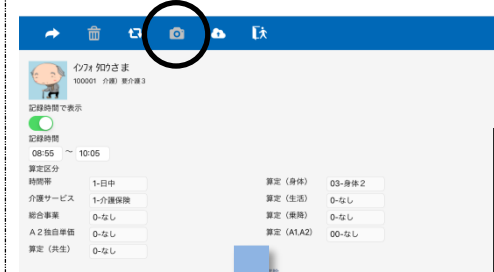 インフォ タロウさま
100001 介護) 要介護3
記録時間で表示
記録時間
08:55 ～ 10:05
算定区分
時間帯 1-日中 算定（身体） 03-身体2
介護サービス 1-介護保険 算定（生活） 0-なし
総合事業 0-なし 算定（乗降） 0-なし
A2独自単価 0-なし 算定（A1,A2） 00-なし
算定（共生） 0-なし